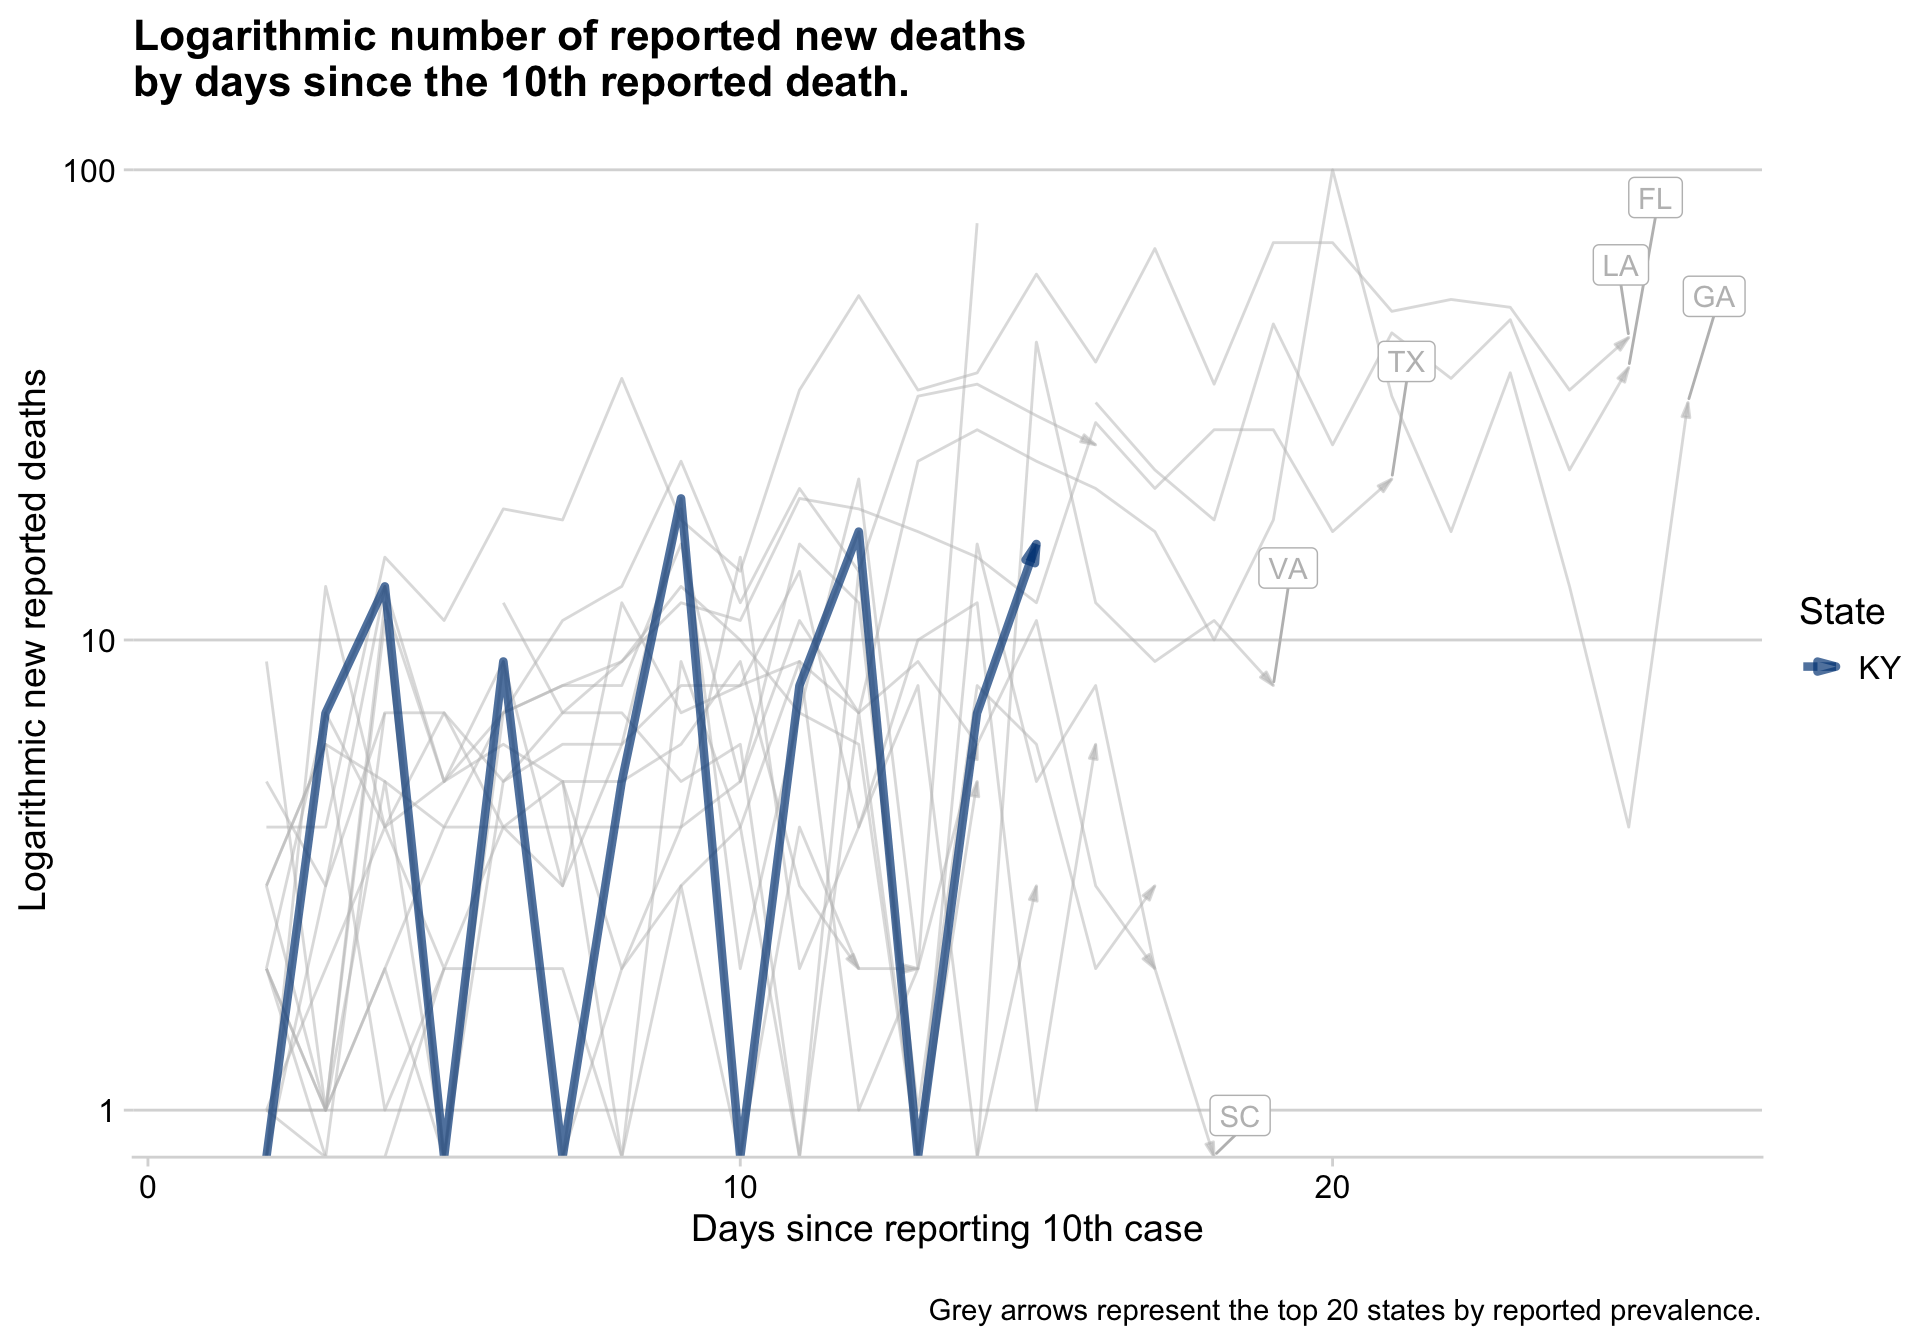 Logarithmic number of reported new deaths
by days since the 10th reported death.
100
10
1
Logarithmic new reported deaths
FL
LA
GA
TX
VA
SC
State
KY
0
10
20
Days since reporting 10th case
Grey arrows represent the top 20 states by reported prevalence.